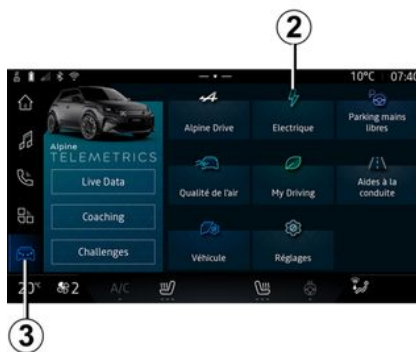 2
10°C 07:40
Alpine
TELEMETRICS
Live Data
Coaching
Challenges
Alpine Drive
Electrique
Parking mains
libres
Qualité de l'air
My Driving
Aides à la
conduite
Véhicule
Réglages
20°C
2
A/C
3